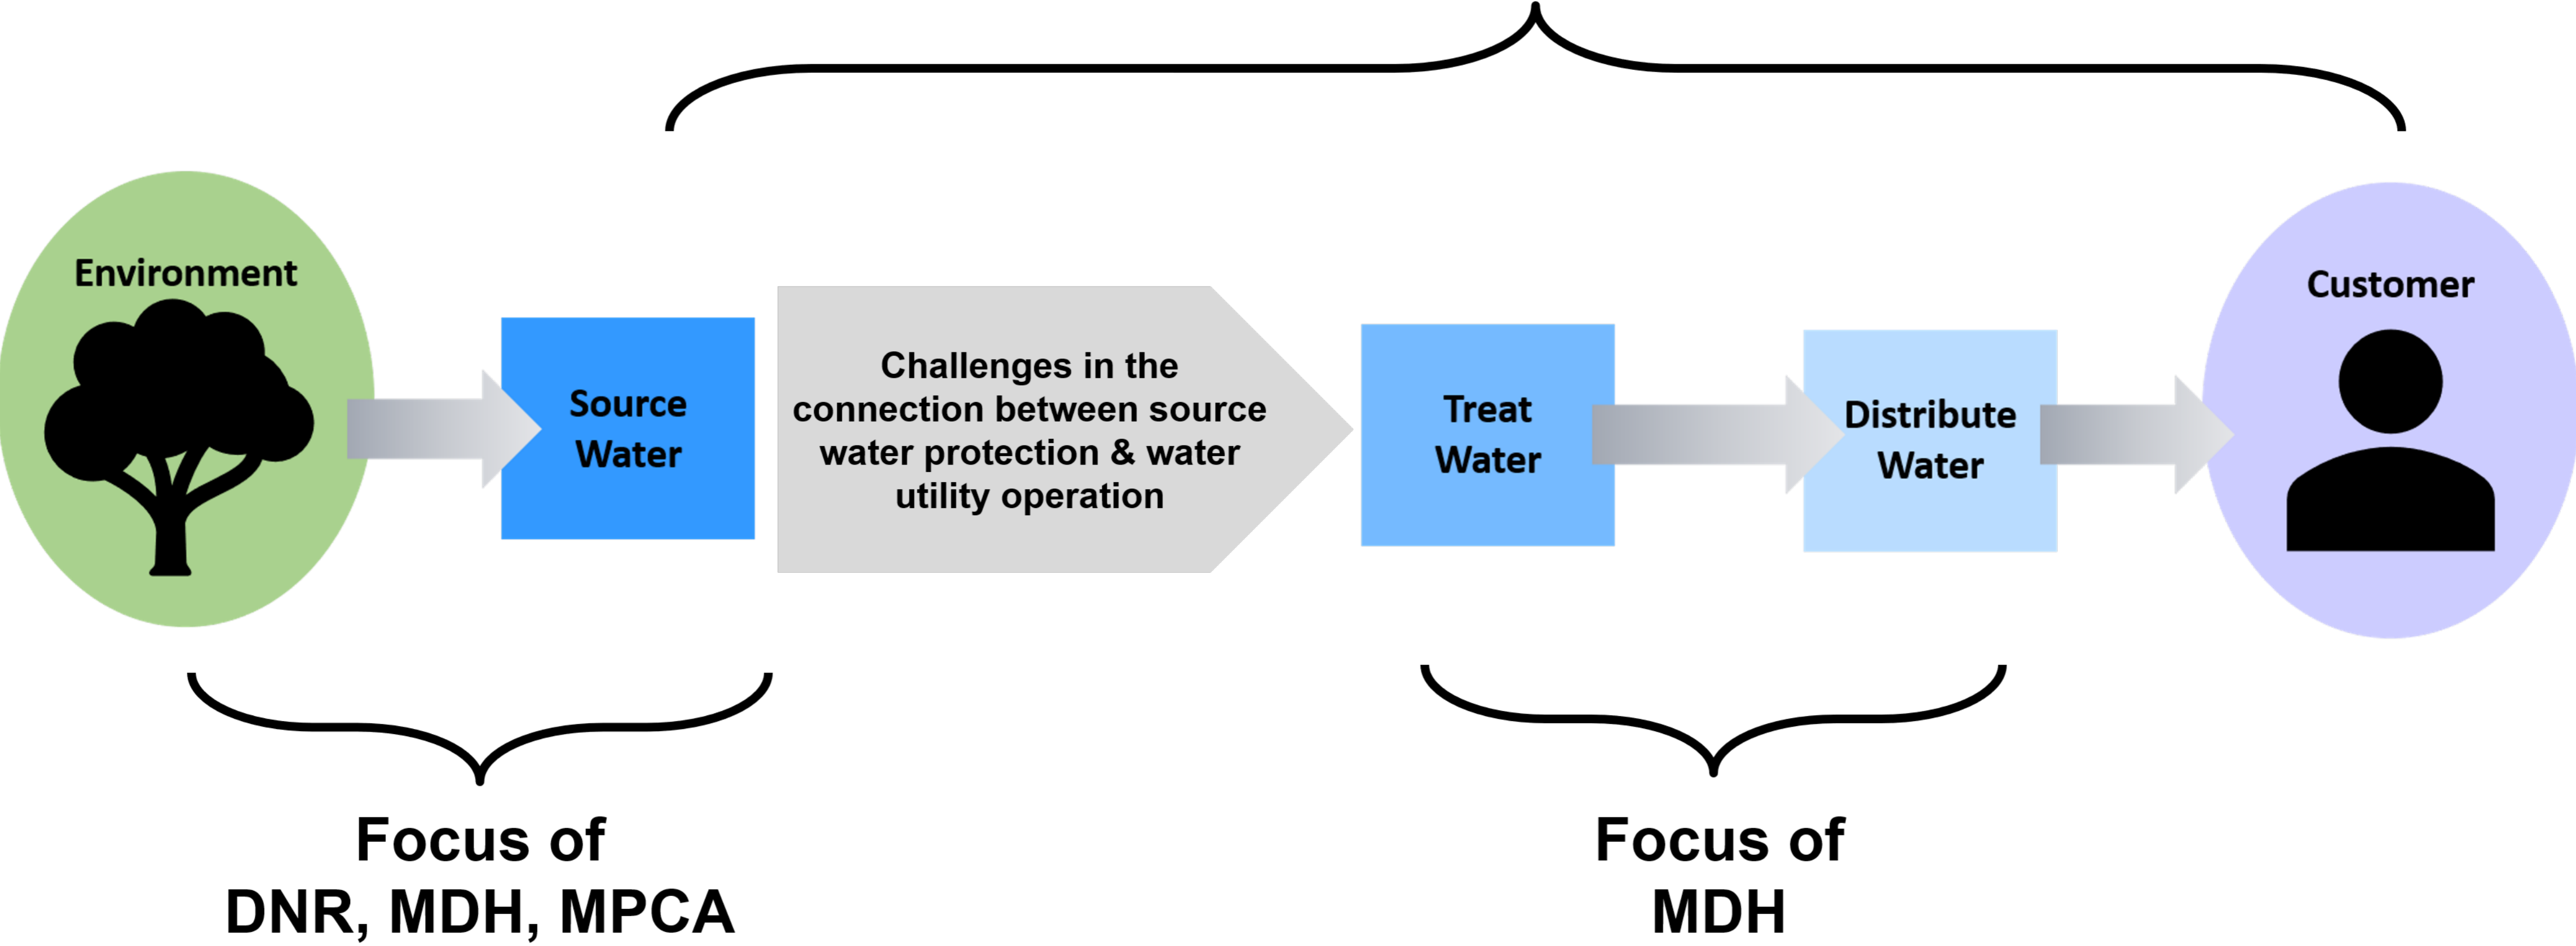 Environment
Source
Water
Challenges in the
connection between source
water protection & water
utility operation
Treat
Water
Distribute
Water
Customer
Focus of
DNR, MDH, MPCA
Focus of
MDH